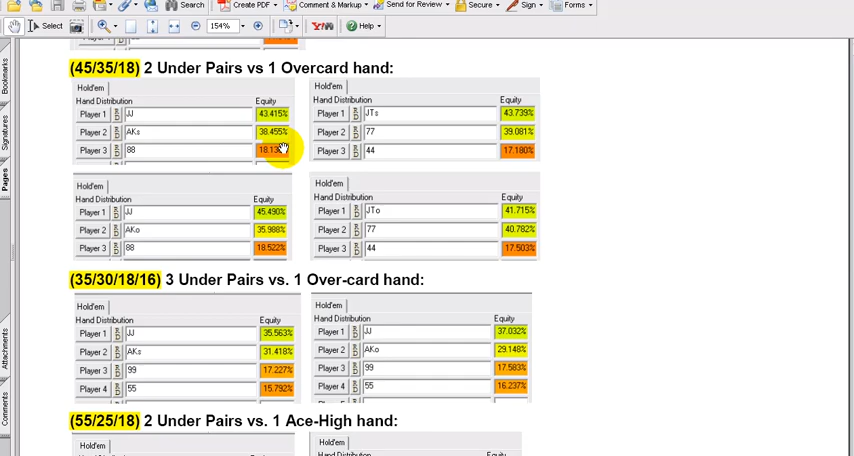 Search Create PDF Comment & Markup Send for Review Secure Sign Forms
Select 154% Y! Help
Bookmarks
Signatures
Pages
Attachments
Comments
(45/35/18) 2 Under Pairs vs 1 Overcard hand:
Hold'em
Hand Distribution Equity
Player 1 JJ 43.415%
Player 2 AKs 38.455%
Player 3 88
Hold'em
Hand Distribution Equity
Player 1 JTs 43.739%
Player 2 77 39.081%
Player 3 44 17.180%
Hold'em
Hand Distribution Equity
Player 1 JJ 45.490%
Player 2 AKo 35.988%
Player 3 88 18.522%
Hold'em
Hand Distribution Equity
Player 1 JTo 41.715%
Player 2 77 40.782%
Player 3 44 17.503%
(35/30/18/16) 3 Under Pairs vs. 1 Over-card hand:
Hold'em
Hand Distribution Equity
Player 1 JJ 35.563%
Player 2 AKs 31.418%
Player 3 99 17.227%
Player 4 55 15.792%
Hold'em
Hand Distribution Equity
Player 1 JJ 37.032%
Player 2 AKo 29.148%
Player 3 99 17.583%
Player 4 55 16.237%
(55/25/18) 2 Under Pairs vs. 1 Ace-High hand:
Hold'em
Hold'em